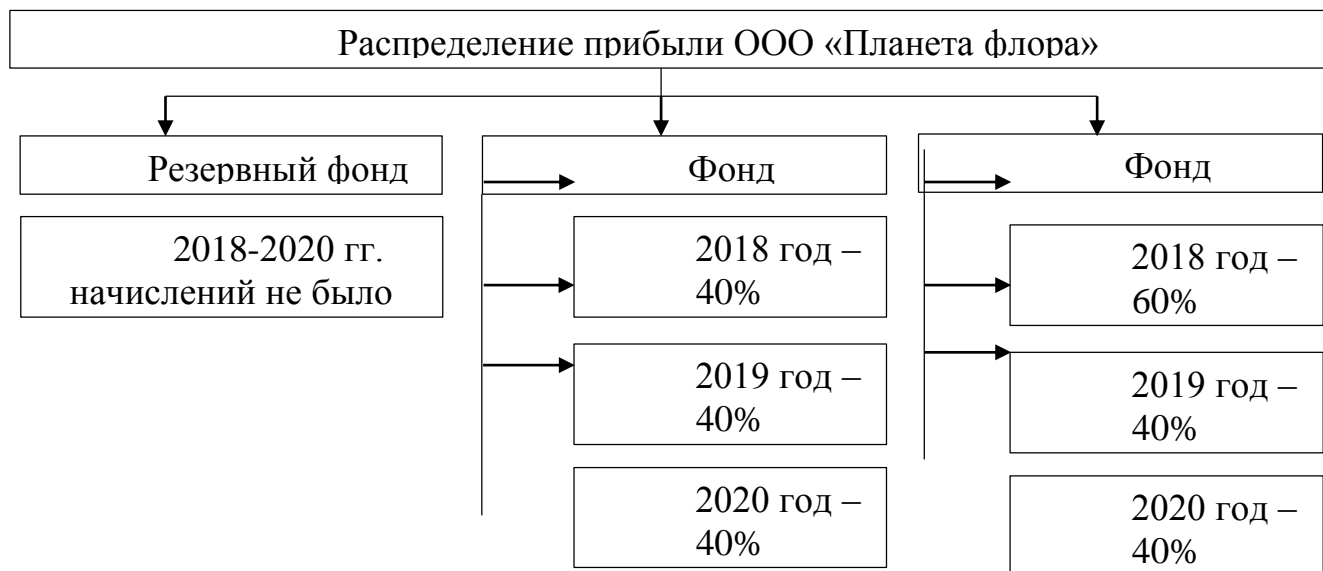 Распределение прибыли ООО «Планета флора»
Резервный фонд
Фонд
Фонд
2018-2020 гг.
начислений не было
2018 год –
40%
2019 год –
40%
2020 год –
40%
2018 год –
60%
2019 год –
40%
2020 год –
40%